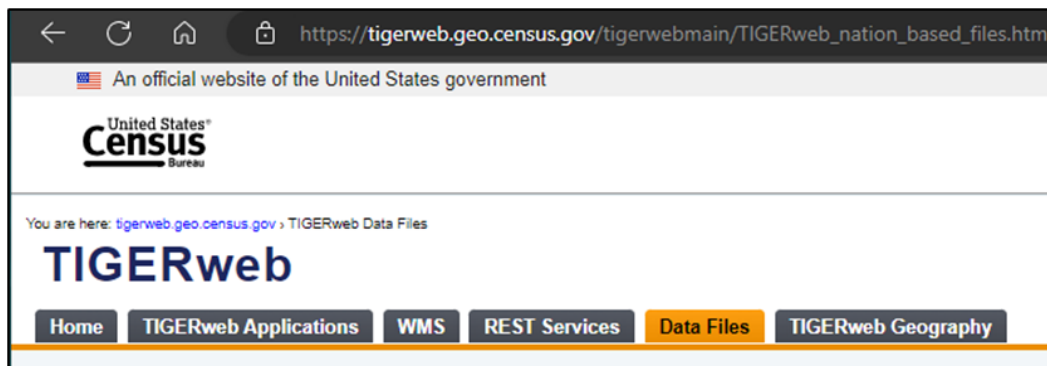 https://tigerweb.geo.census.gov/tigerwebmain/TIGERweb_nation_based_files.htm
An official website of the United States government
United States®
Census
Bureau
You are here: tigerweb.geo.census.gov › TIGERweb Data Files
TIGERweb
Home TIGERweb Applications WMS REST Services Data Files TIGERweb Geography